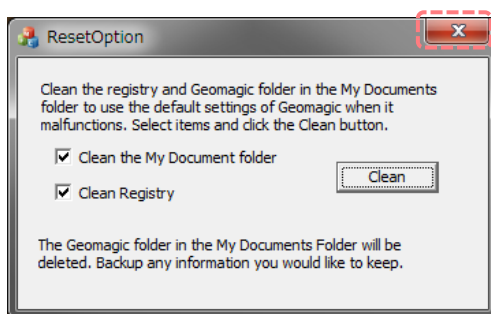 ResetOption
x
Clean the registry and Geomagic folder in the My Documents
folder to use the default settings of Geomagic when it
malfunctions. Select items and click the Clean button.
Clean the My Document folder
Clean
Clean Registry
The Geomagic folder in the My Documents Folder will be
deleted. Backup any information you would like to keep.